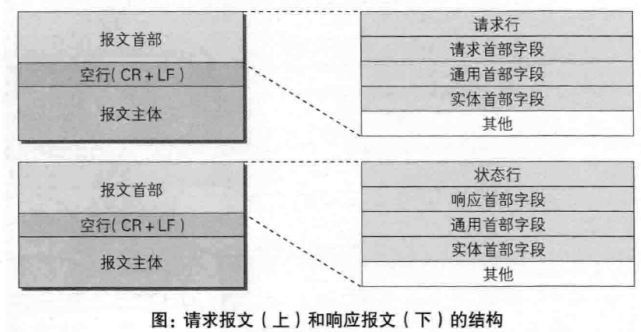 报文首部
空行(CR+LF)
报文主体
请求行
请求首部字段
通用首部字段
实体首部字段
其他
报文首部
空行(CR+LF)
报文主体
状态行
响应首部字段
通用首部字段
实体首部字段
其他
图：请求报文（上）和响应报文（下）的结构